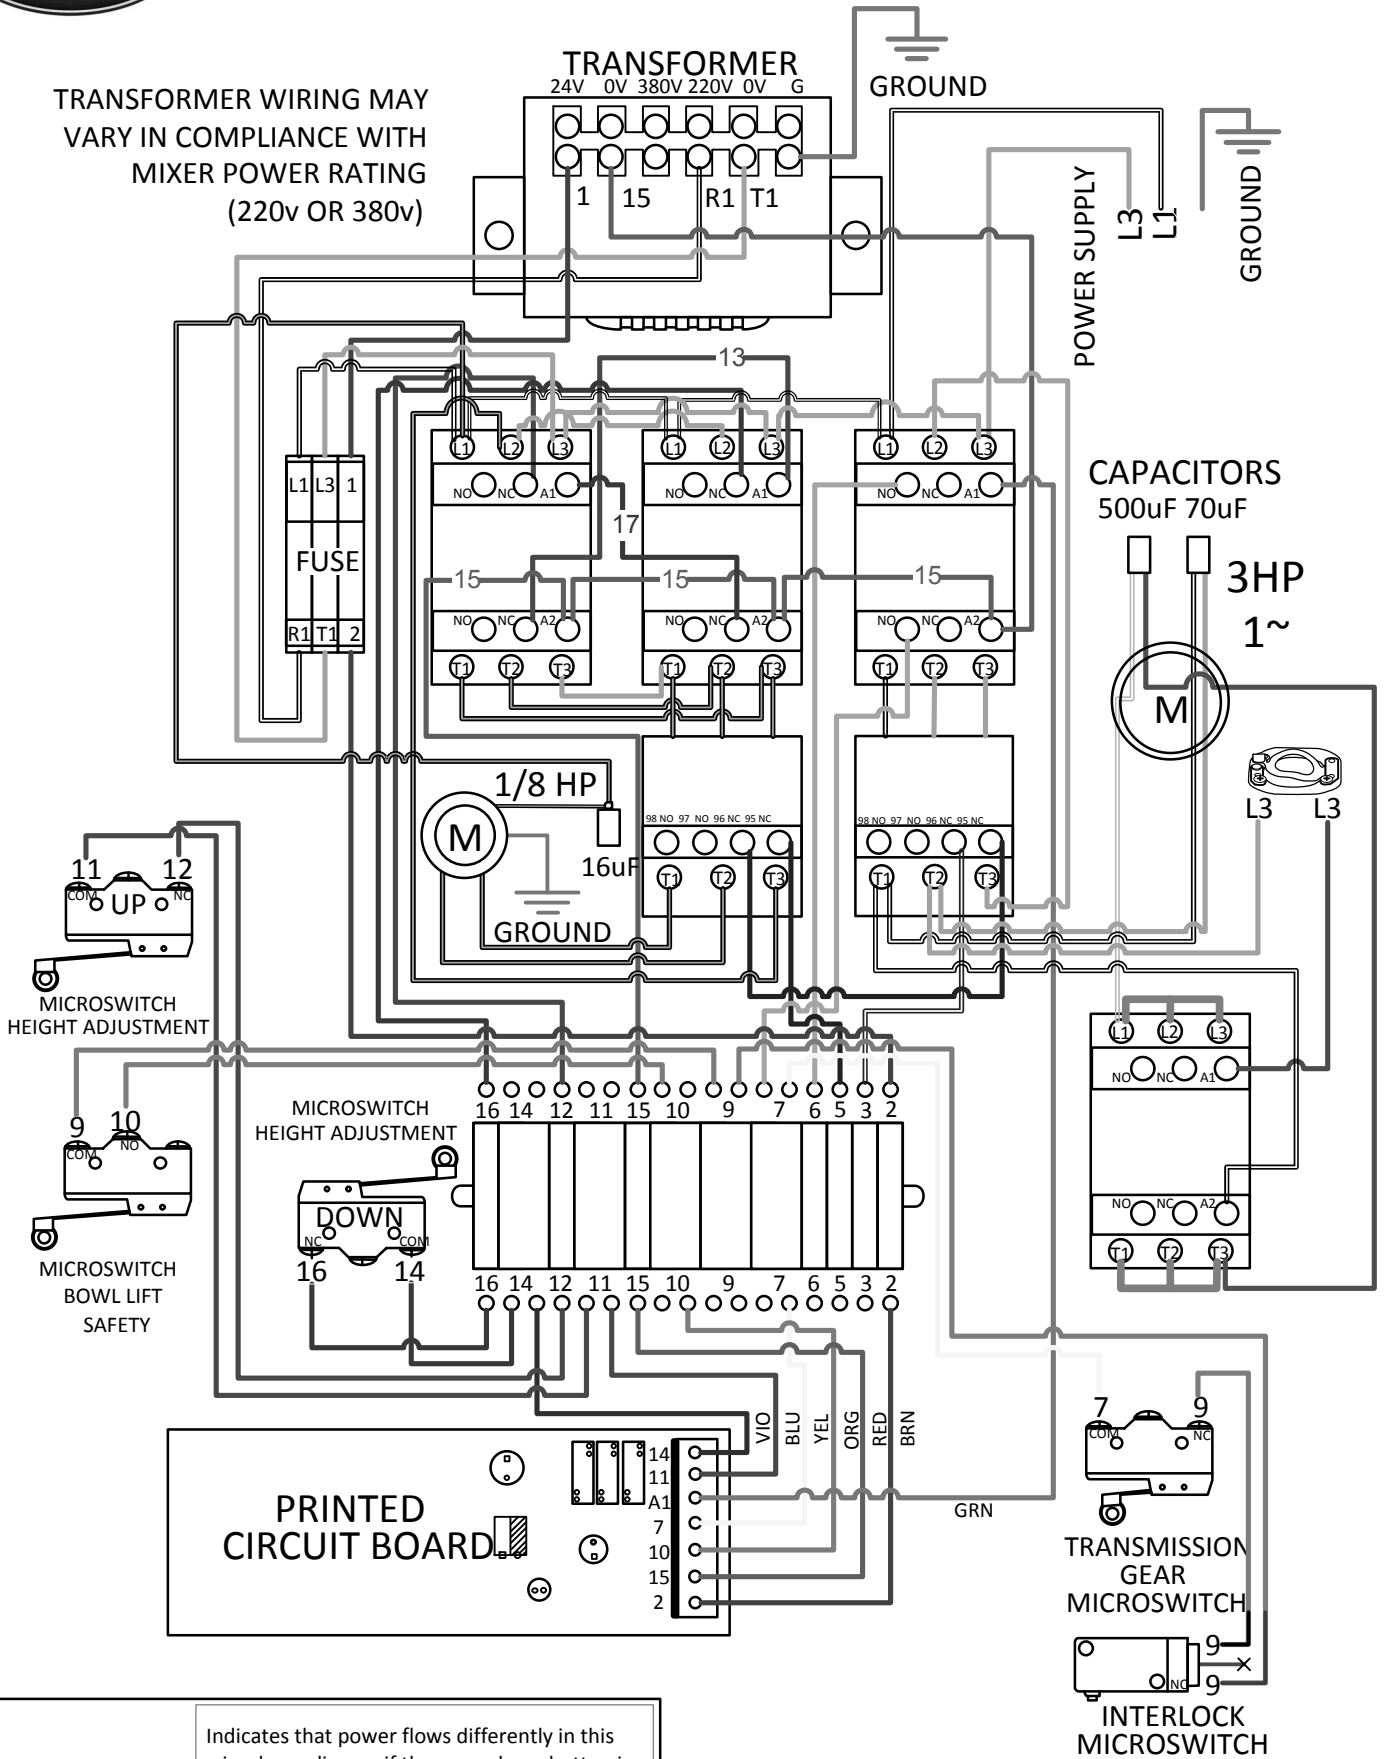 TRANSFORMER
24V 0V 380V 220V 0V G
GROUND
TRANSFORMER WIRING MAY
VARY IN COMPLIANCE WITH
MIXER POWER RATING
(220v OR 380v)
1 15 R1 T1
POWER SUPPLY
L3
L1
GROUND
13
L1 L2 L3
L1 L2 L3
L1 L2 L3
L1 L3 1
NO NC A1
NO NC A1
NO NC A1
CAPACITORS
500uF 70uF
17
FUSE
15
15
15
3HP
1~
R1 T1 2
NO NC A2
NO NC A2
NO NC A2
T1 T2 T3
T1 T2 T3
T1 T2 T3
M
1/8 HP
M
16uF
GROUND
98 NO 97 NO 96 NC 95 NC
98 NO 97 NO 96 NC 95 NC
T1 T2 T3
T1 T2 T3
L3 L3
11 12
COM UP NC
MICROSWITCH
HEIGHT ADJUSTMENT
L1 L2 L3
NO NC A1
NO NC A2
T1 T2 T3
9 10
COM NO
MICROSWITCH
BOWL LIFT
SAFETY
MICROSWITCH
HEIGHT ADJUSTMENT
DOWN
NC COM
16 14
16 14 12 11 15 10 9 7 6 5 3 2
16 14 12 11 15 10 9 7 6 5 3 2
VIO
BLU
YEL
ORG
RED
BRN
GRN
PRINTED
CIRCUIT BOARD
14
11
A1
7
10
15
2
7 9
COM NC
TRANSMISSION
GEAR
MICROSWITCH
9
NC 9
INTERLOCK
MICROSWITCH
Indicates that power flows differently in this